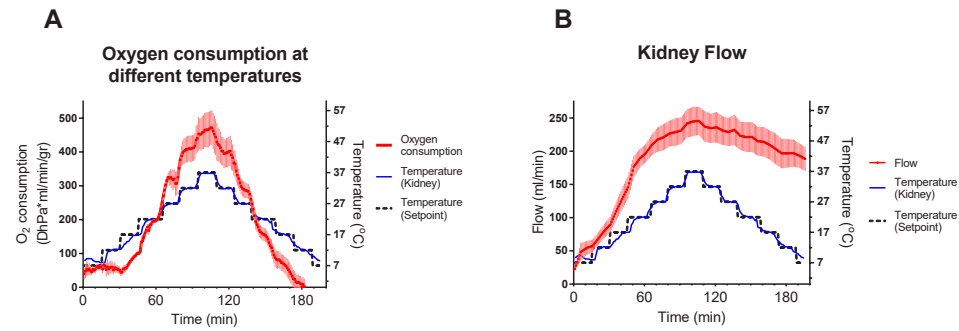 A
Oxygen consumption at
different temperatures
O2 consumption
(DhPa*ml/min/gr)
500
400
300
200
100
0
0
60
120
180
Time (min)
57
47
37
27
17
7
Temperature
(°C)
Oxygen
consumption
Temperature
(Kidney)
Temperature
(Setpoint)
B
Kidney Flow
Flow (ml/min)
250
200
150
100
50
0
0
60
120
180
Time (min)
57
47
37
27
17
7
Temperature
(°C)
Flow
Temperature
(Kidney)
Temperature
(Setpoint)